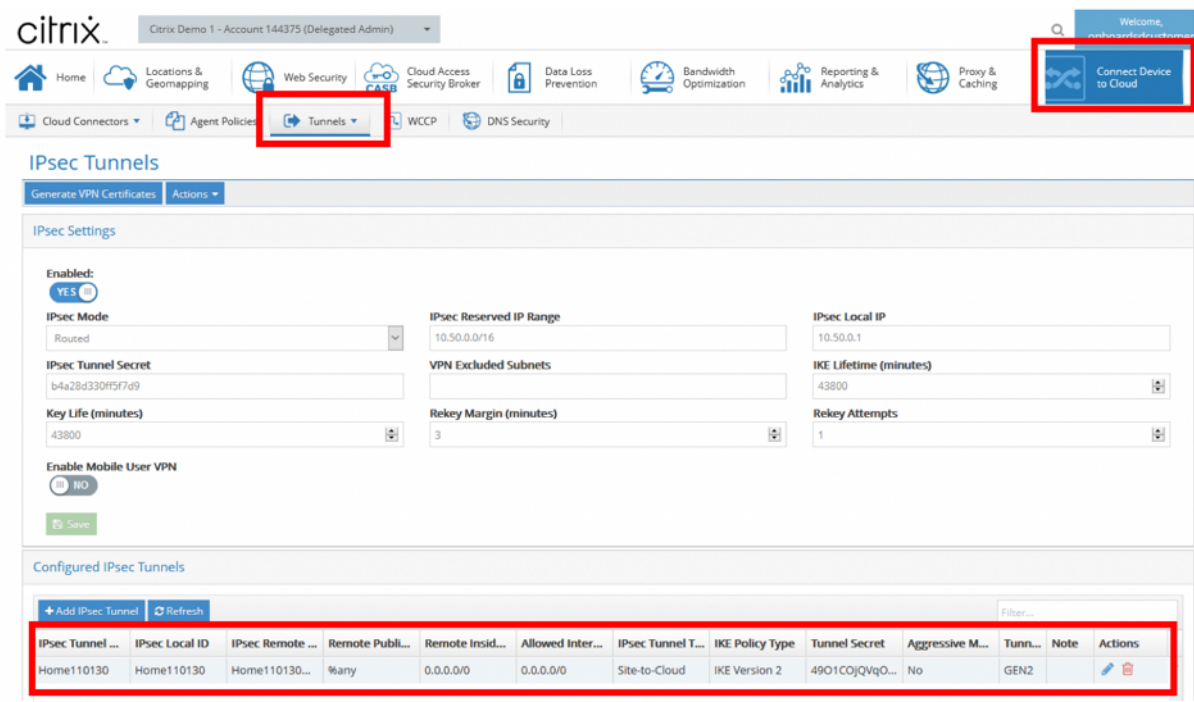 citrix
Citrix Demo 1 - Account 144375 (Delegated Admin)
Welcome,
onboardsdcustomer
Home
Locations &
Geomapping
Web Security
CASB
Cloud Access
Security Broker
Data Loss
Prevention
Bandwidth
Optimization
Reporting &
Analytics
Proxy &
Caching
Connect Device
to Cloud
Cloud Connectors
Agent Policies
Tunnels
WCCP
DNS Security
IPsec Tunnels
Generate VPN Certificates
Actions
IPsec Settings
Enabled:
YES
IPsec Mode
IPsec Reserved IP Range
IPsec Local IP
Routed
10.50.0.0/16
10.50.0.1
IPsec Tunnel Secret
VPN Excluded Subnets
IKE Lifetime (minutes)
b4a28d330ff5f7d9
43800
Key Life (minutes)
Rekey Margin (minutes)
Rekey Attempts
43800
3
1
Enable Mobile User VPN
NO
Save
Configured IPsec Tunnels
+ Add IPsec Tunnel
Refresh
Filter...
IPsec Tunnel ... IPsec Local ID IPsec Remote ... Remote Publi... Remote Insid... Allowed Inter... IPsec Tunnel T... IKE Policy Type Tunnel Secret Aggressive M... Tunn... Note Actions
Home110130 Home110130 Home110130... %any 0.0.0.0/0 0.0.0.0/0 Site-to-Cloud IKE Version 2 49O1COjQVqO... No GEN2